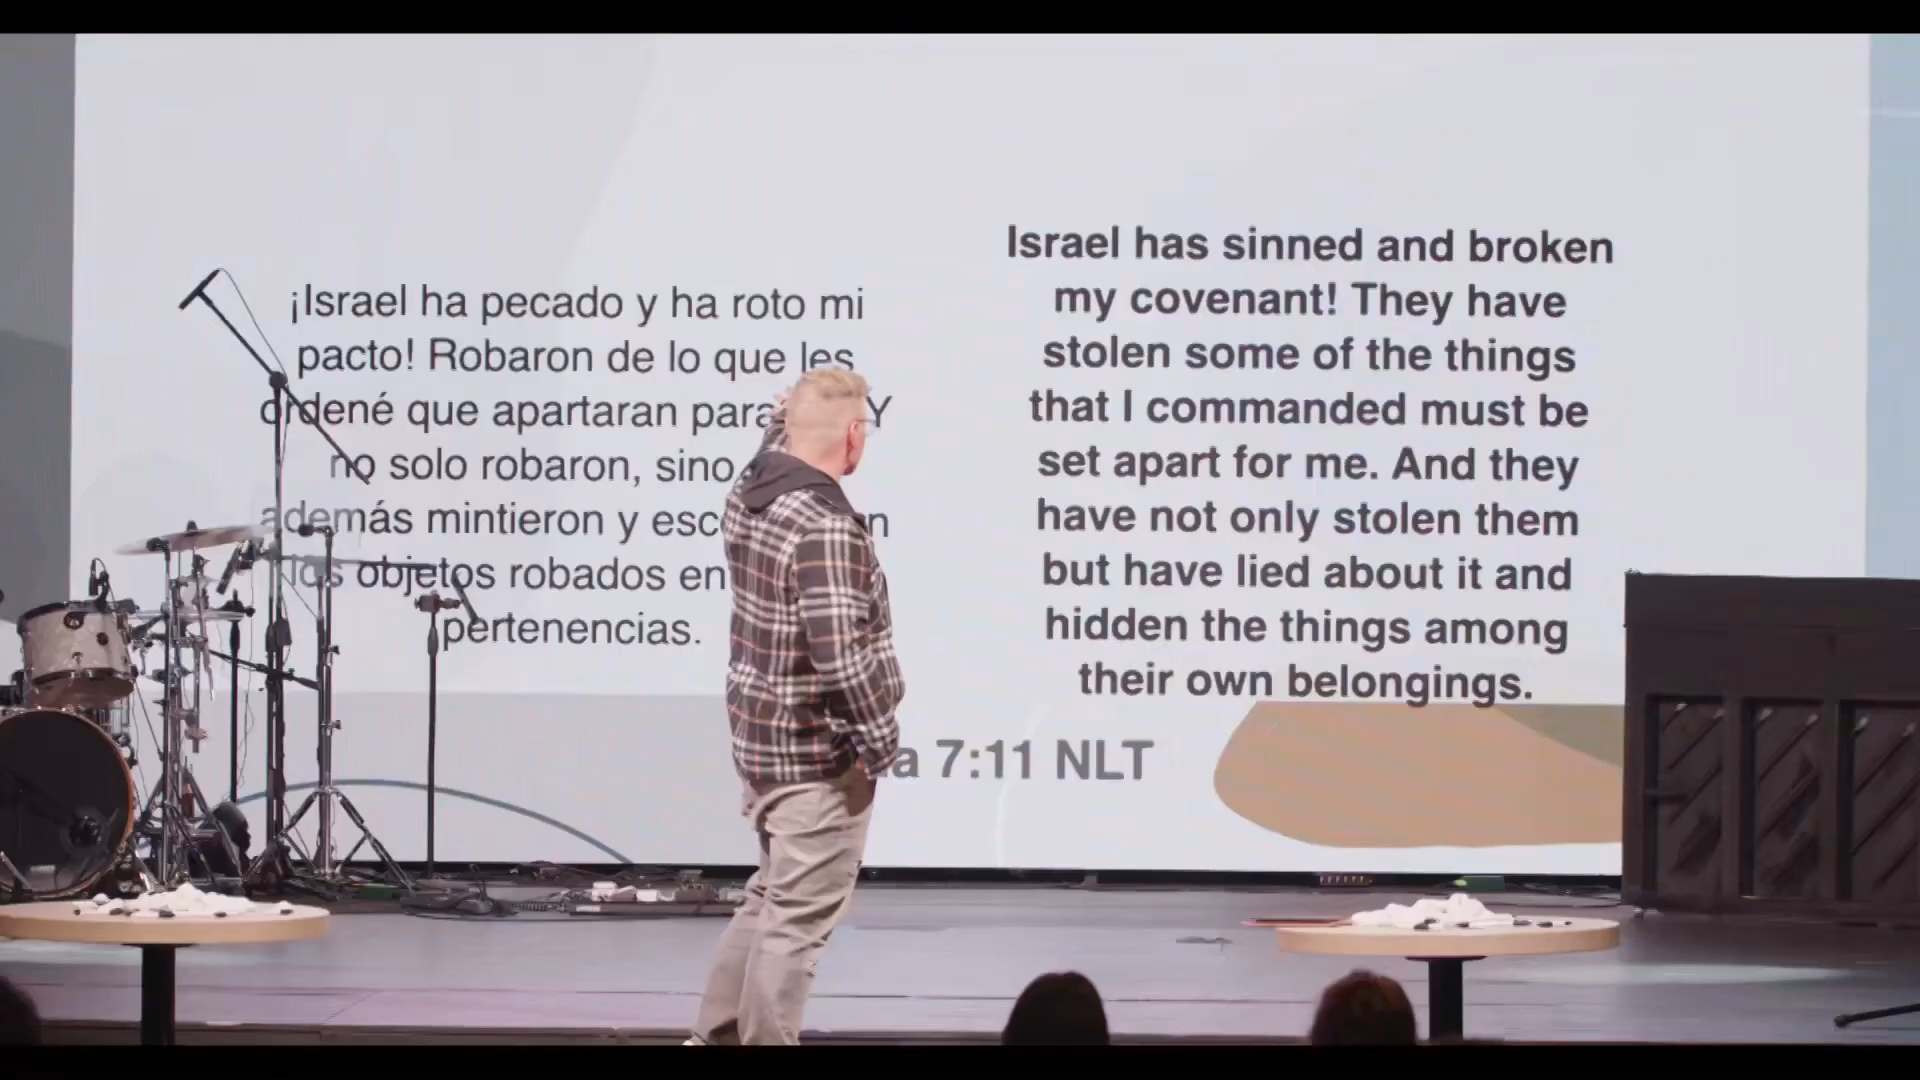 ¡Israel ha pecado y ha roto mi
pacto! Robaron de lo que les
ordené que apartaran para Y
no solo robaron, sino
además mintieron y
los objetos robados en
pertenencias.
Israel has sinned and broken
my covenant! They have
stolen some of the things
that I commanded must be
set apart for me. And they
have not only stolen them
but have lied about it and
hidden the things among
their own belongings.
7:11 NLT